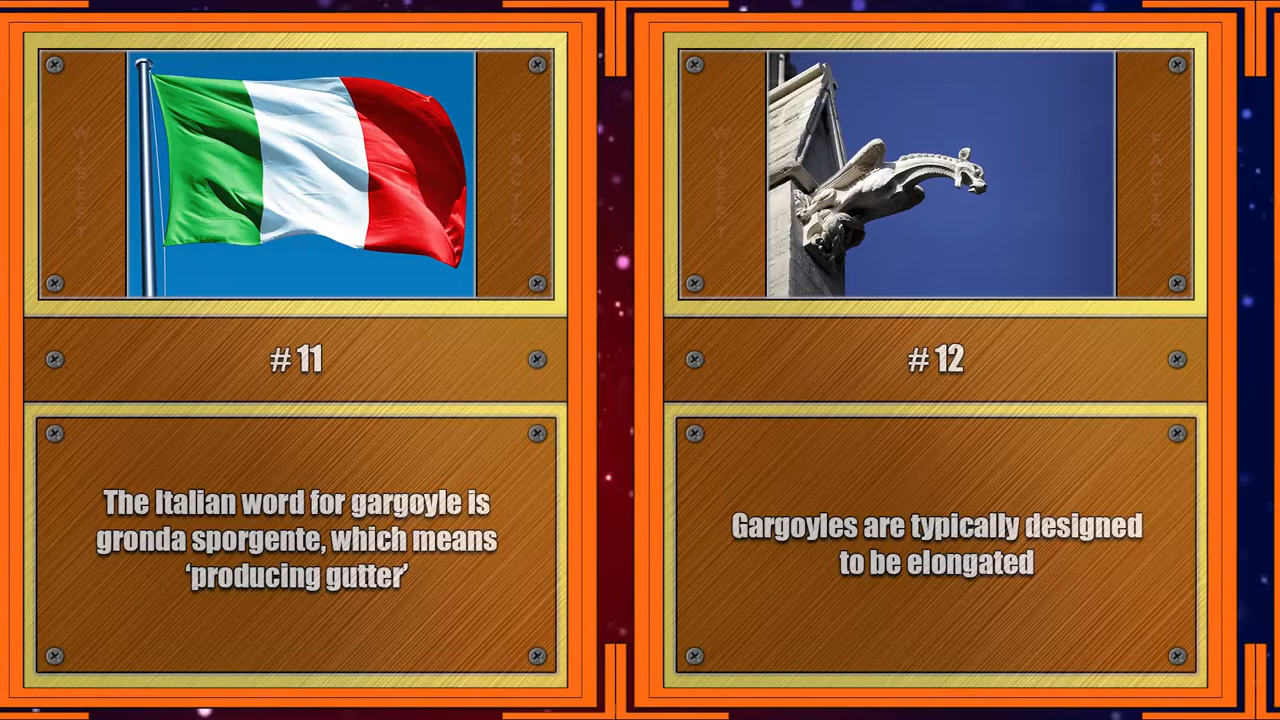 # 11
The Italian word for gargoyle is
gronda sporgente, which means
‘producing gutter’
# 12
Gargoyles are typically designed
to be elongated